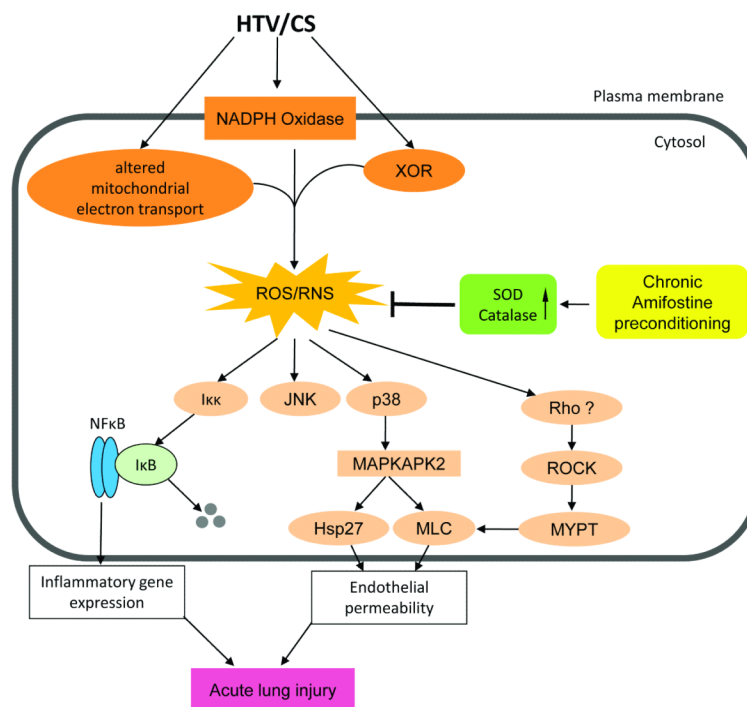 HTV/CS
Plasma membrane
NADPH Oxidase
Cytosol
altered
mitochondrial
electron transport
XOR
ROS/RNS
SOD
Catalase
Chronic
Amifostine
preconditioning
Iκκ
JNK
p38
Rho ?
NFκB
IκB
MAPKAPK2
ROCK
Hsp27
MLC
MYPT
Inflammatory gene
expression
Endothelial
permeability
Acute lung injury